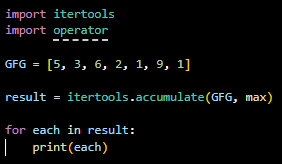 import itertools
import operator
GFG = [5, 3, 6, 2, 1, 9, 1]
result = itertools.accumulate(GFG, max)
for each in result:
    print(each)